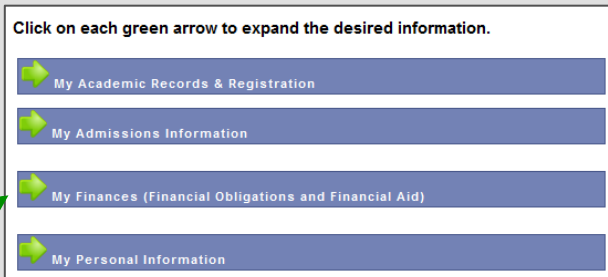 Click on each green arrow to expand the desired information.
My Academic Records & Registration
My Admissions Information
My Finances (Financial Obligations and Financial Aid)
My Personal Information